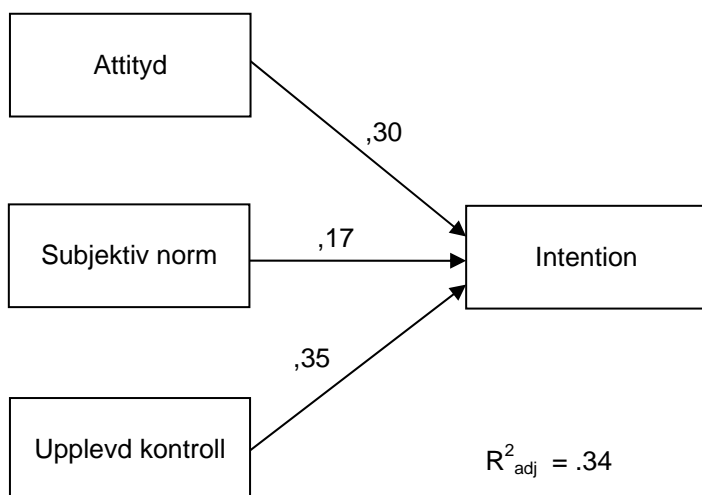 Attityd
,30
Subjektiv norm
,17
Intention
,35
Upplevd kontroll
R²adj = .34